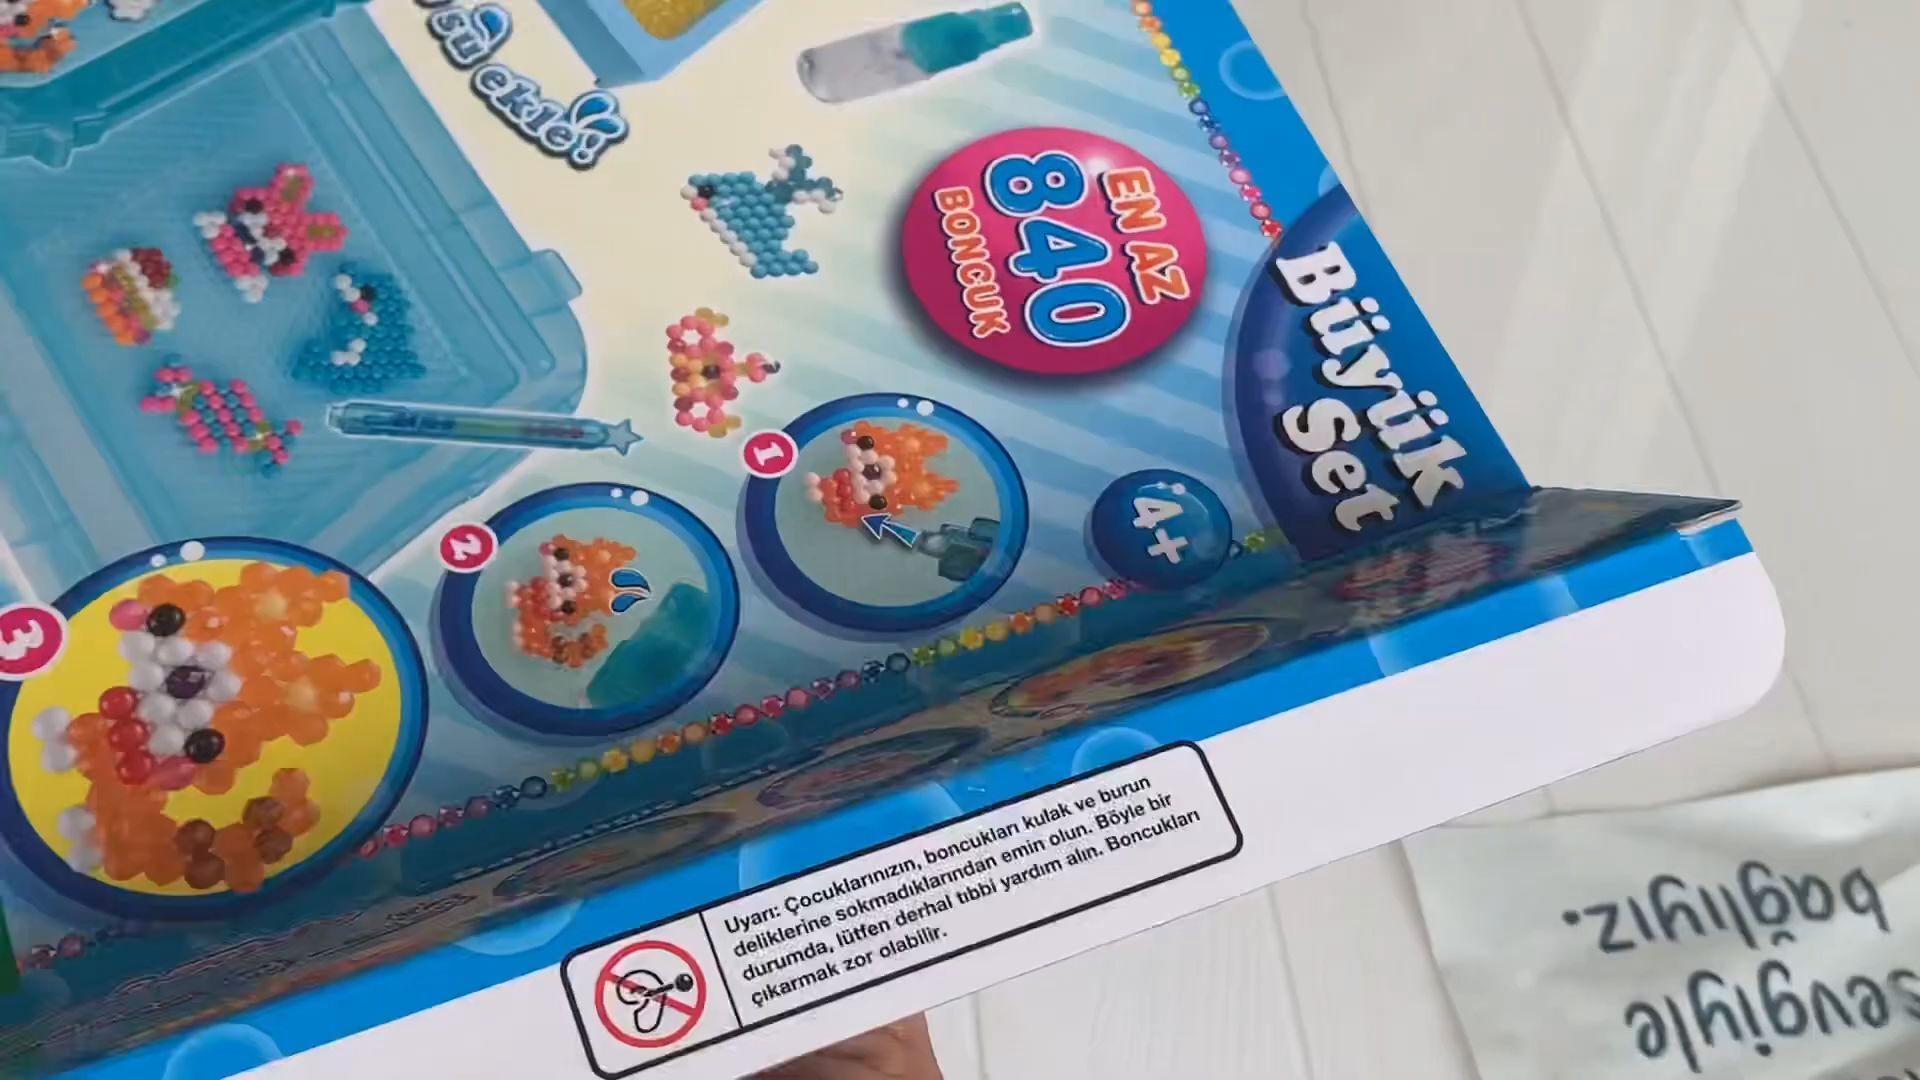 su ekle!
EN AZ
840
BONCUK
Büyük
Set
4+
1
2
3
Uyarı: Çocuklarınızın, boncukları kulak ve burun
deliklerine sokmadıklarından emin olun. Böyle bir
durumda, lütfen derhal tıbbi yardım alın. Boncukları
çıkarmak zor olabilir.
sevgiyle
bağlıyız.